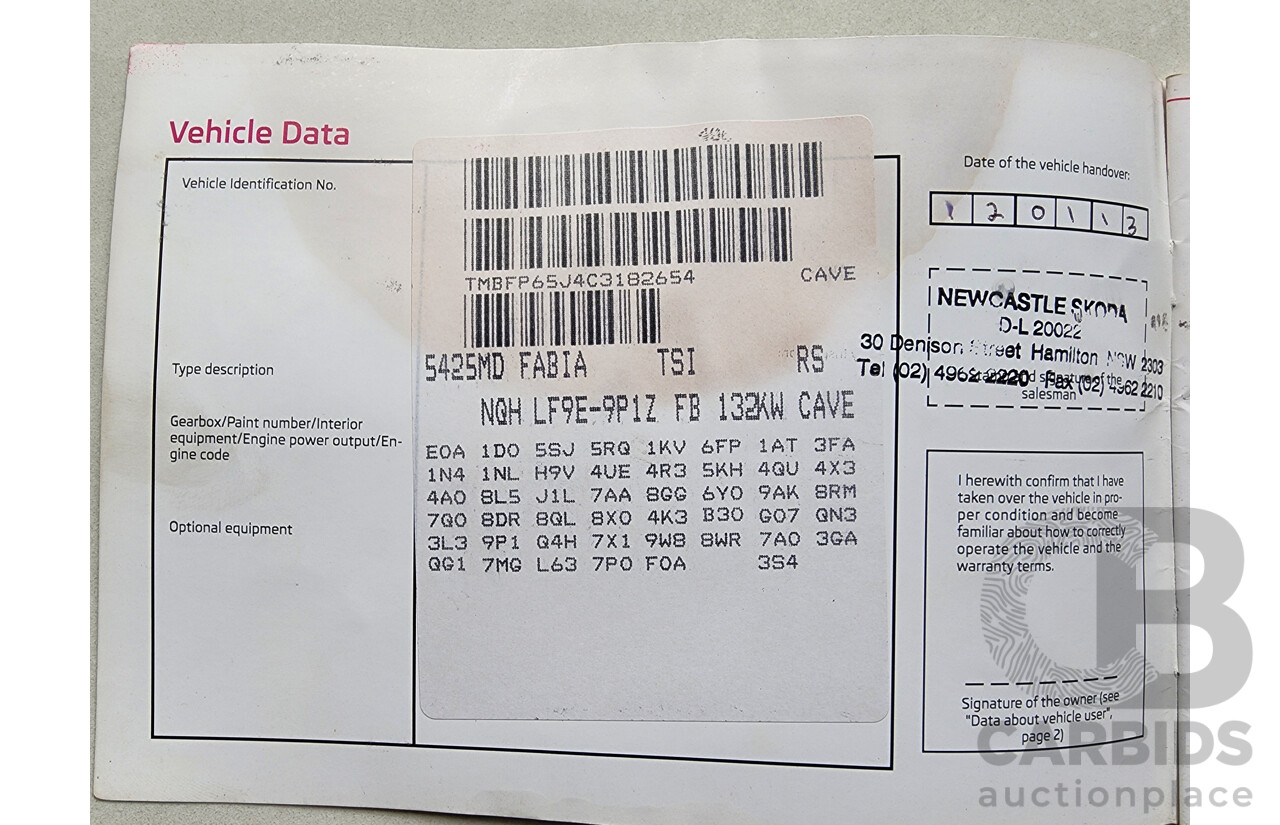 Vehicle Data
Vehicle Identification No.
TMBFP65J4C3182654 CAVE
Type description
5425MD FABIA TSI RS
Gearbox/Paint number/Interior
equipment/Engine power output/En-
gine code
NQH LF9E-9P1Z FB 132KW CAVE
Optional equipment
E0A 1D0 5SJ 5RQ 1KV 6FP 1AT 3FA
1N4 1NL H9V 4UE 4R3 5KH 4QU 4X3
4A0 8L5 J1L 7AA 8GG 6Y0 9AK 8RM
7Q0 8DR 8QL 8X0 4K3 B30 G07 QN3
3L3 9P1 Q4H 7X1 9W8 8WR 7A0 3GA
QG1 7MG L63 7P0 F0A 3S4
Date of the vehicle handover:
1 2 0 1 1 3
NEWCASTLE SKODA
D-L 20022
30 Denison Street Hamilton NSW 2303
Tel (02) 4962 2220 Fax (02) 4962 2210
signature of the
salesman
I herewith confirm that I have
taken over the vehicle in pro-
per condition and become
familiar about how to correctly
operate the vehicle and the
warranty terms.
Signature of the owner (see
"Data about vehicle user",
page 2)
CARBIDS
auctionplace